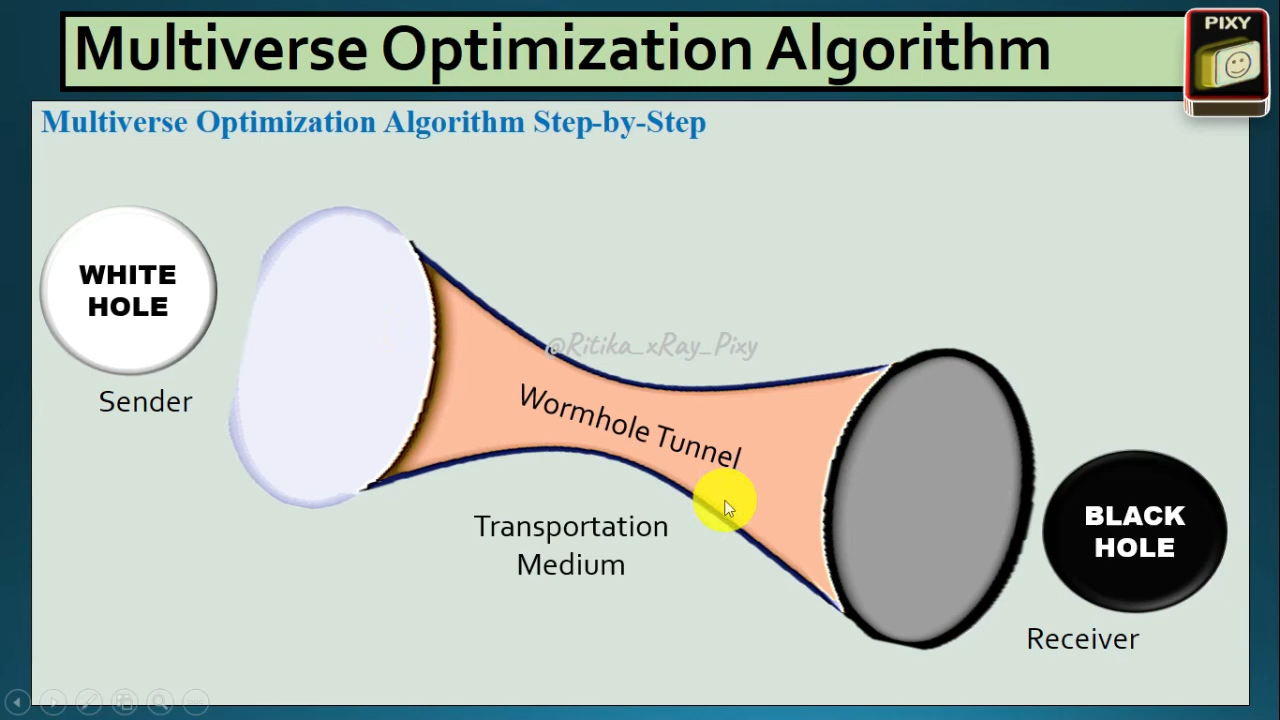 Multiverse Optimization Algorithm
PIXY
Multiverse Optimization Algorithm Step-by-Step
WHITE
HOLE
Sender
@Ritika_xRay_Pixy
Wormhole Tunnel
Transportation
Medium
BLACK
HOLE
Receiver